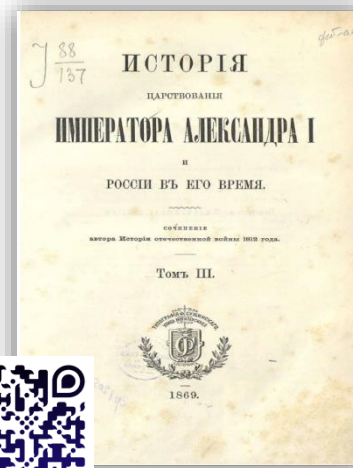 88
137
ИСТОРІЯ
ЦАРСТВОВАНІЯ
ИМПЕРАТОРА АЛЕКСАНДРА I
И
РОССІИ ВЪ ЕГО ВРЕМЯ.
СОЧИНЕНІЕ
автора Исторіи отечественной войны 1812 года.
Томъ III.
1869.